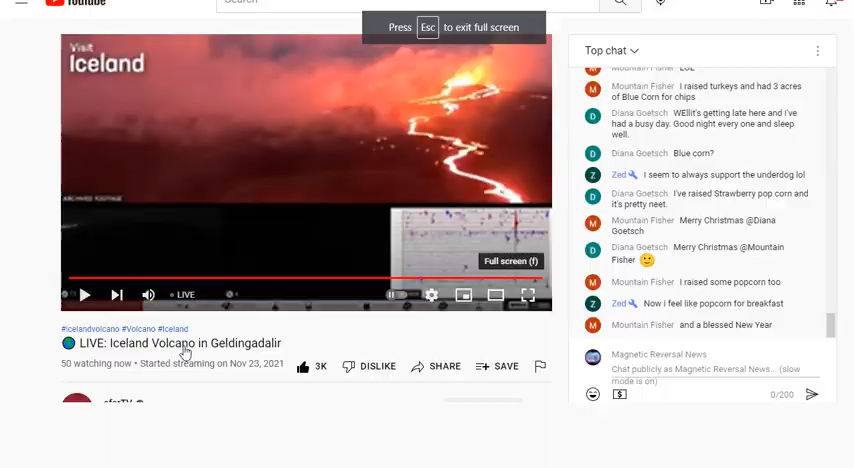 YouTube
Search
Press Esc to exit full screen
Visit
Iceland
ARCHIVED FOOTAGE
Full screen (f)
LIVE
#icelandvolcano #Volcano #Iceland
LIVE: Iceland Volcano in Geldingadalir
50 watching now • Started streaming on Nov 23, 2021
3K
DISLIKE
SHARE
SAVE
aferTV
Top chat
Mountain Fisher LOL
Mountain Fisher I raised turkeys and had 3 acres
of Blue Corn for chips
Diana Goetsch WEllit's getting late here and I've
had a busy day. Good night every one and sleep
well.
Diana Goetsch Blue corn?
Zed I seem to always support the underdog lol
Diana Goetsch I've raised Strawberry pop corn and
it's pretty neet.
Mountain Fisher Merry Christmas @Diana
Goetsch
Diana Goetsch Merry Christmas @Mountain
Fisher
Mountain Fisher I raised some popcorn too
Zed Now i feel like popcorn for breakfast
Mountain Fisher and a blessed New Year
Magnetic Reversal News
Chat publicly as Magnetic Reversal News... (slow
mode is on)
0/200